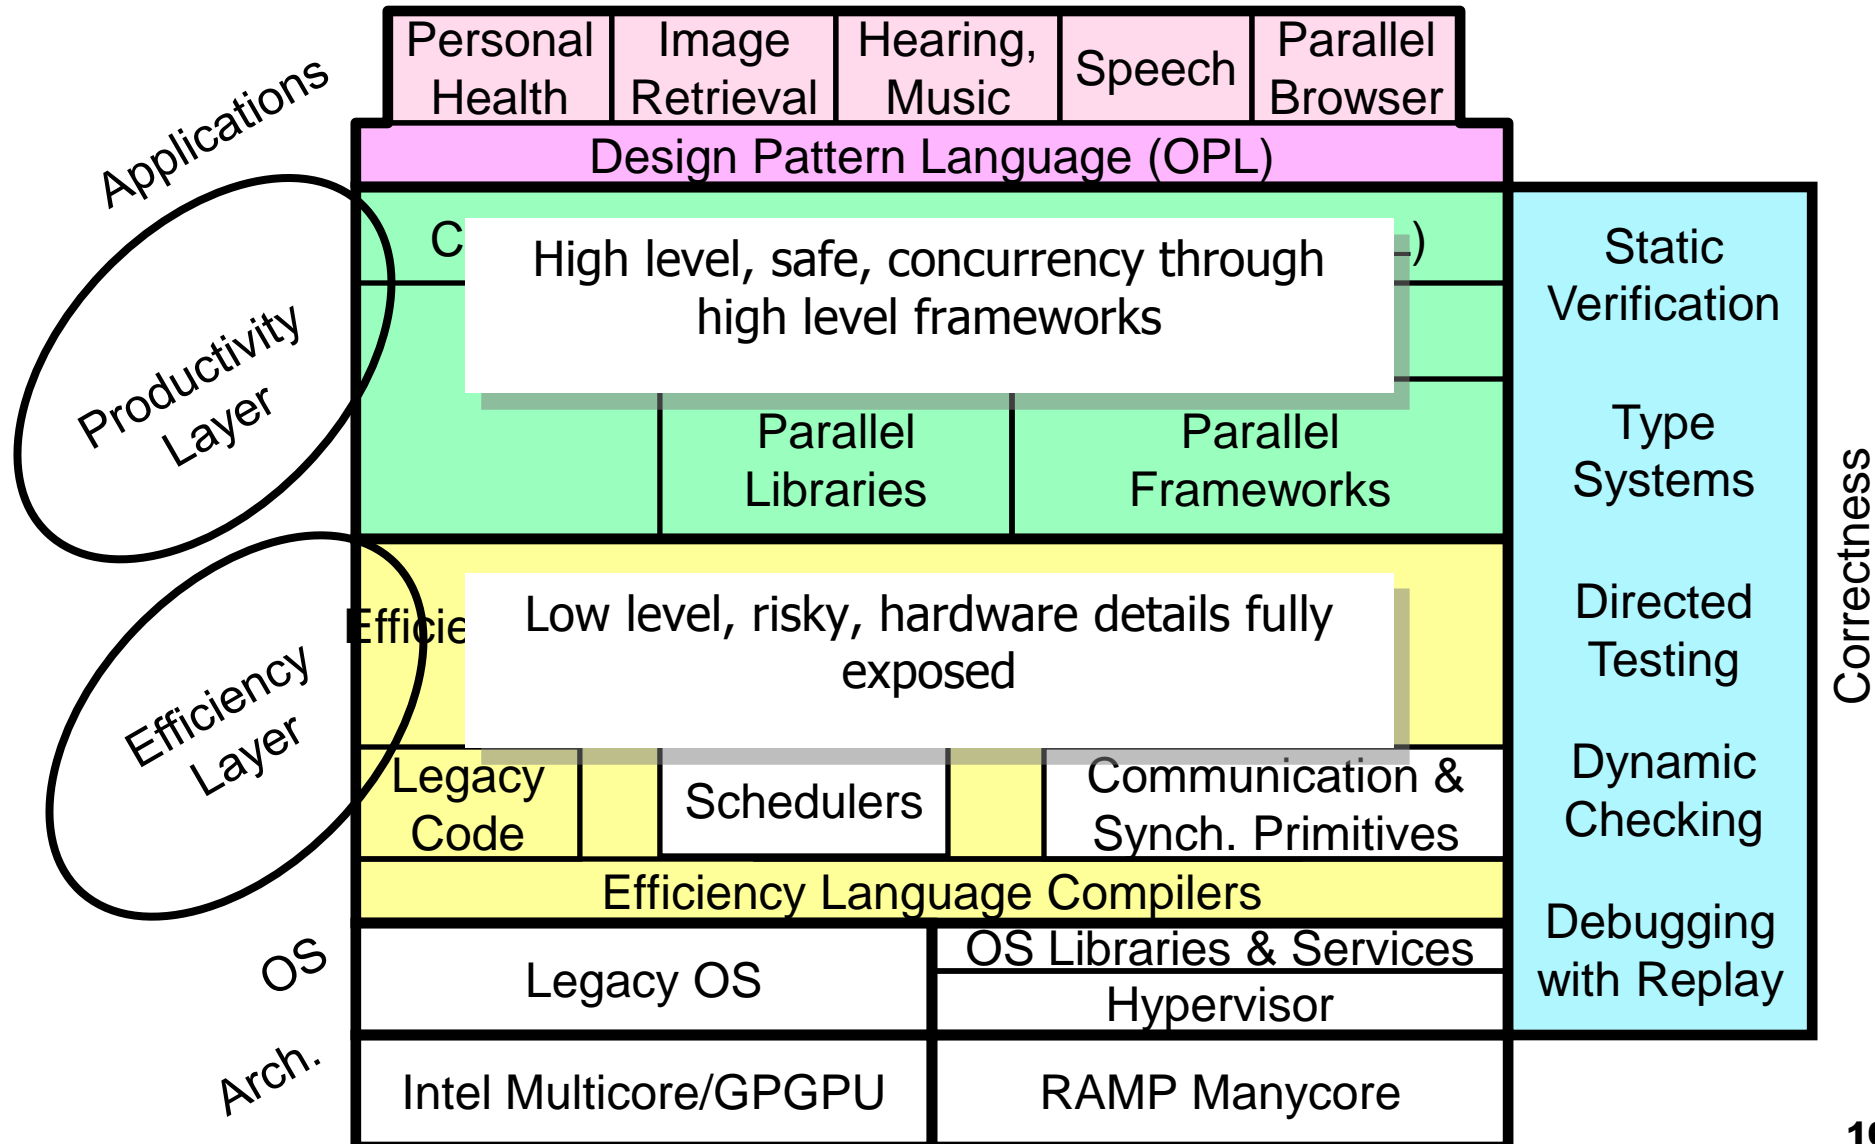 Personal
Health
Image
Retrieval
Hearing,
Music
Speech
Parallel
Browser
Applications
Design Pattern Language (OPL)
C
)
High level, safe, concurrency through
high level frameworks
Productivity
Layer
Parallel
Libraries
Parallel
Frameworks
Low level, risky, hardware details fully
exposed
Efficiency
Layer
Legacy
Code
Schedulers
Communication &
Synch. Primitives
Efficiency Language Compilers
OS
Legacy OS
OS Libraries & Services
Hypervisor
Arch.
Intel Multicore/GPGPU
RAMP Manycore
Static
Verification
Type
Systems
Directed
Testing
Dynamic
Checking
Debugging
with Replay
Correctness